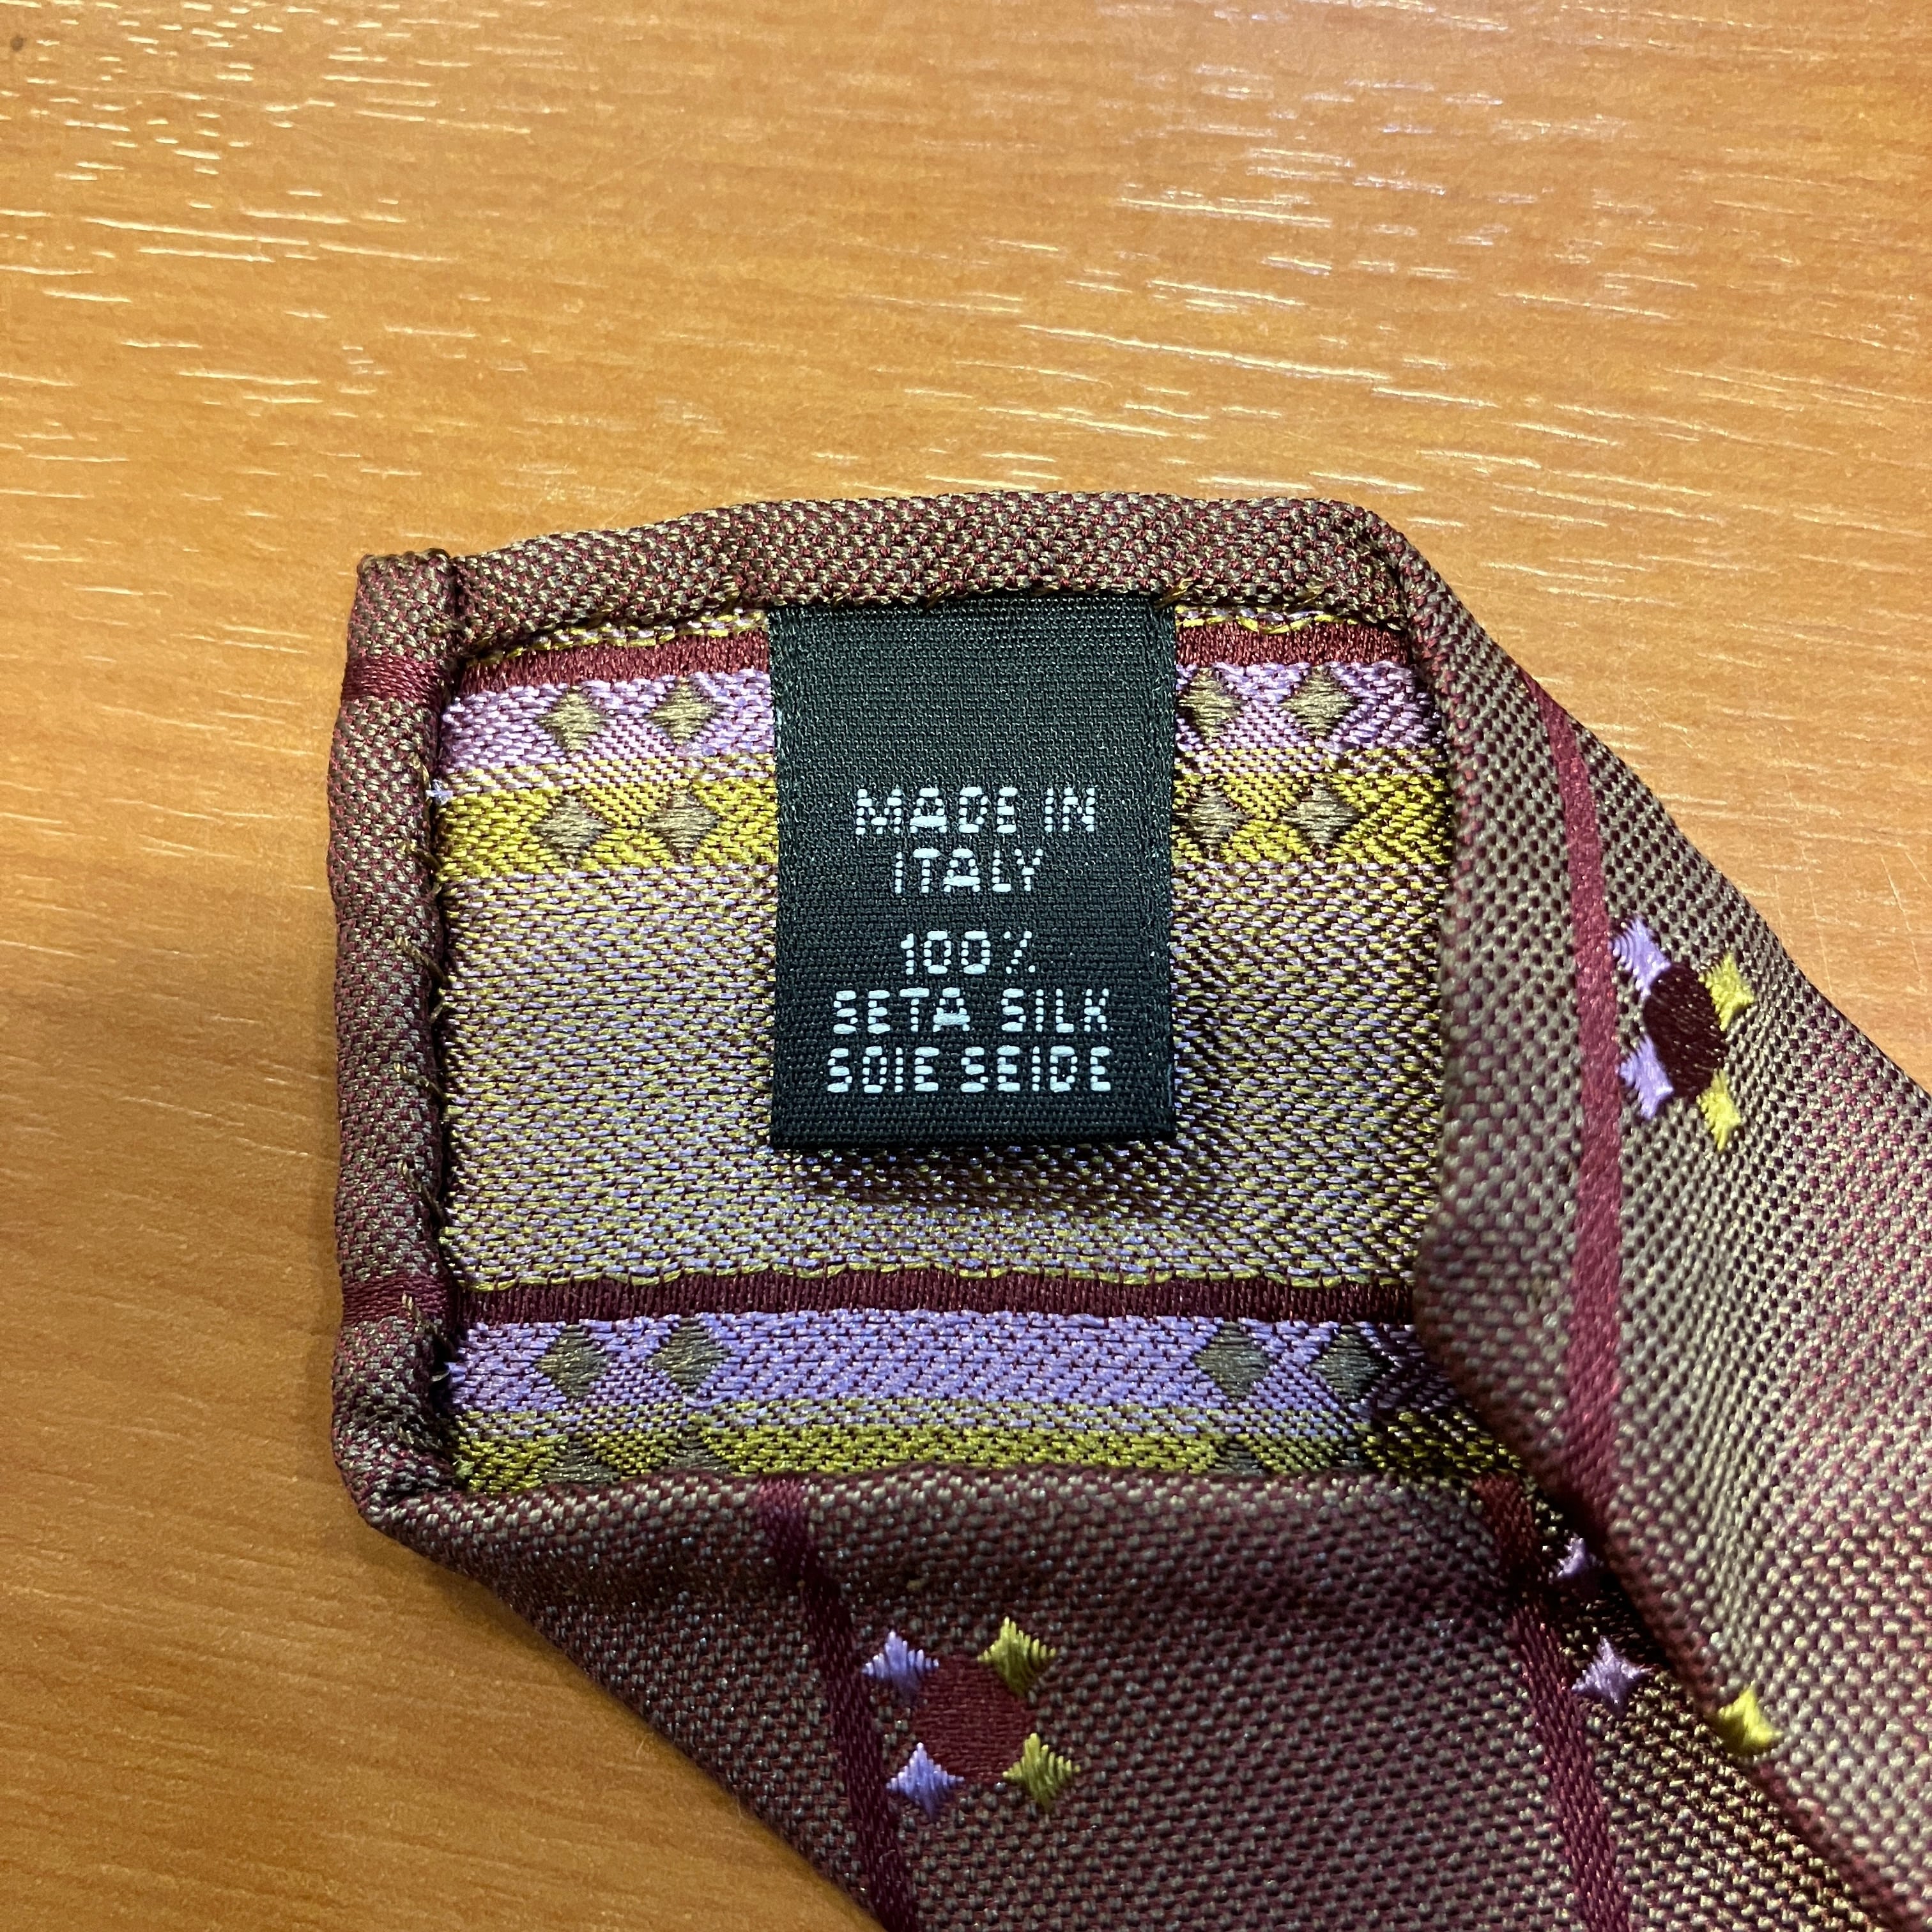 MADE IN
ITALY
100%
SETA SILK
SOIE SEIDE